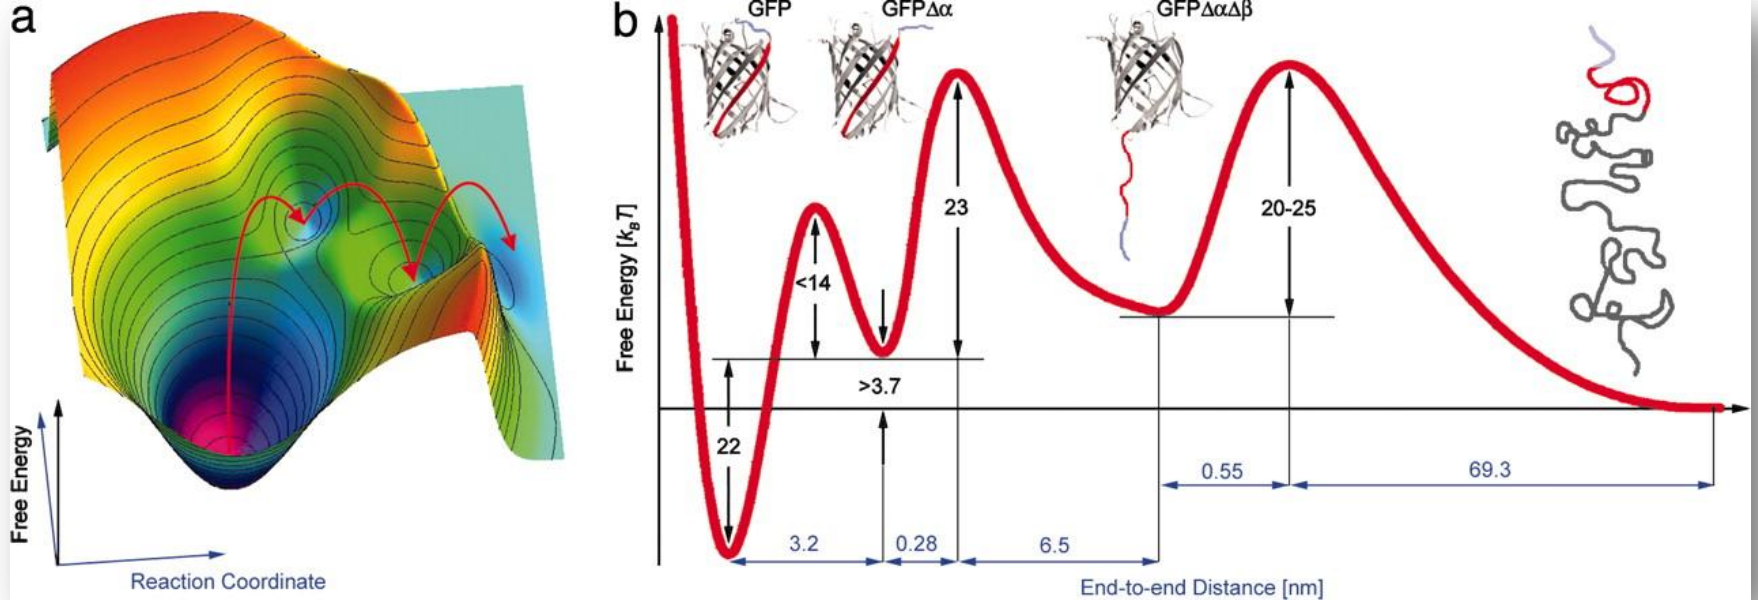 a
Free Energy
Reaction Coordinate
b
GFP
GFPΔα
GFPΔαΔβ
Free Energy [k_BT]
<14
23
20-25
>3.7
22
0.55
69.3
3.2
0.28
6.5
End-to-end Distance [nm]